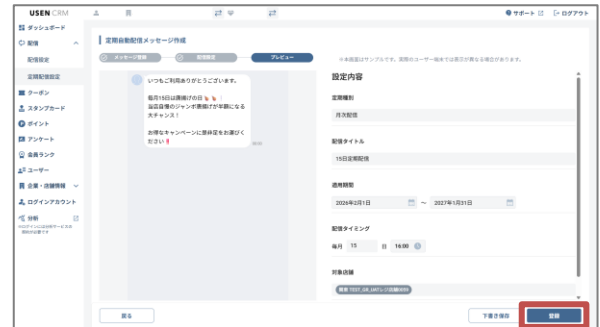 USEN CRM
サポート
ログアウト
ダッシュボード
配信
配信設定
定期配信設定
クーポン
スタンプカード
ポイント
アンケート
会員ランク
ユーザー
企業・店舗情報
ログインアカウント
分析
定期自動配信メッセージ作成
メッセージ登録
配信設定
プレビュー
※本画面はサンプルです。実際のユーザー端末では表示が異なる場合があります。
いつもご利用ありがとうございます。
毎月15日は唐揚げの日
当店自慢のジャンボ唐揚げが半額になる
大チャンス！
お得なキャンペーンに是非足をお運びく
ださい
設定内容
定期種別
月次配信
配信タイトル
15日定期配信
適用期間
2026年2月1日 ～ 2027年1月31日
配信タイミング
毎月 15 日 16:00
対象店舗
戻る
下書き保存
登録